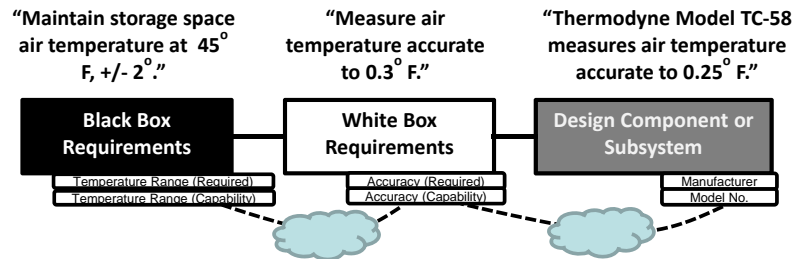 “Maintain storage space
air temperature at 45°
F, +/- 2°.”
“Measure air
temperature accurate
to 0.3° F.”
“Thermodyne Model TC-58
measures air temperature
accurate to 0.25° F.”
Black Box
Requirements
Temperature Range (Required)
Temperature Range (Capability)
White Box
Requirements
Accuracy (Required)
Accuracy (Capability)
Design Component or
Subsystem
Manufacturer
Model No.